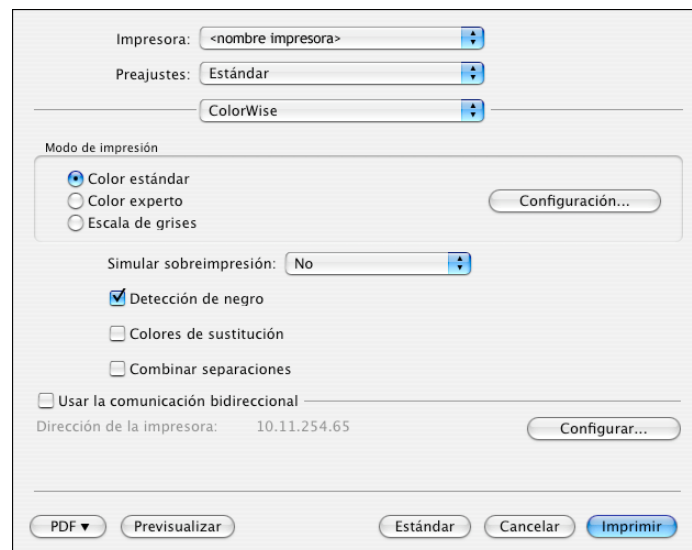 Impresora: <nombre impresora>
Preajustes: Estándar
ColorWise
Modo de impresión
Color estándar
Color experto
Configuración...
Escala de grises
Simular sobreimpresión: No
Detección de negro
Colores de sustitución
Combinar separaciones
Usar la comunicación bidireccional
Dirección de la impresora: 10.11.254.65
Configurar...
PDF Previsualizar Estándar Cancelar Imprimir